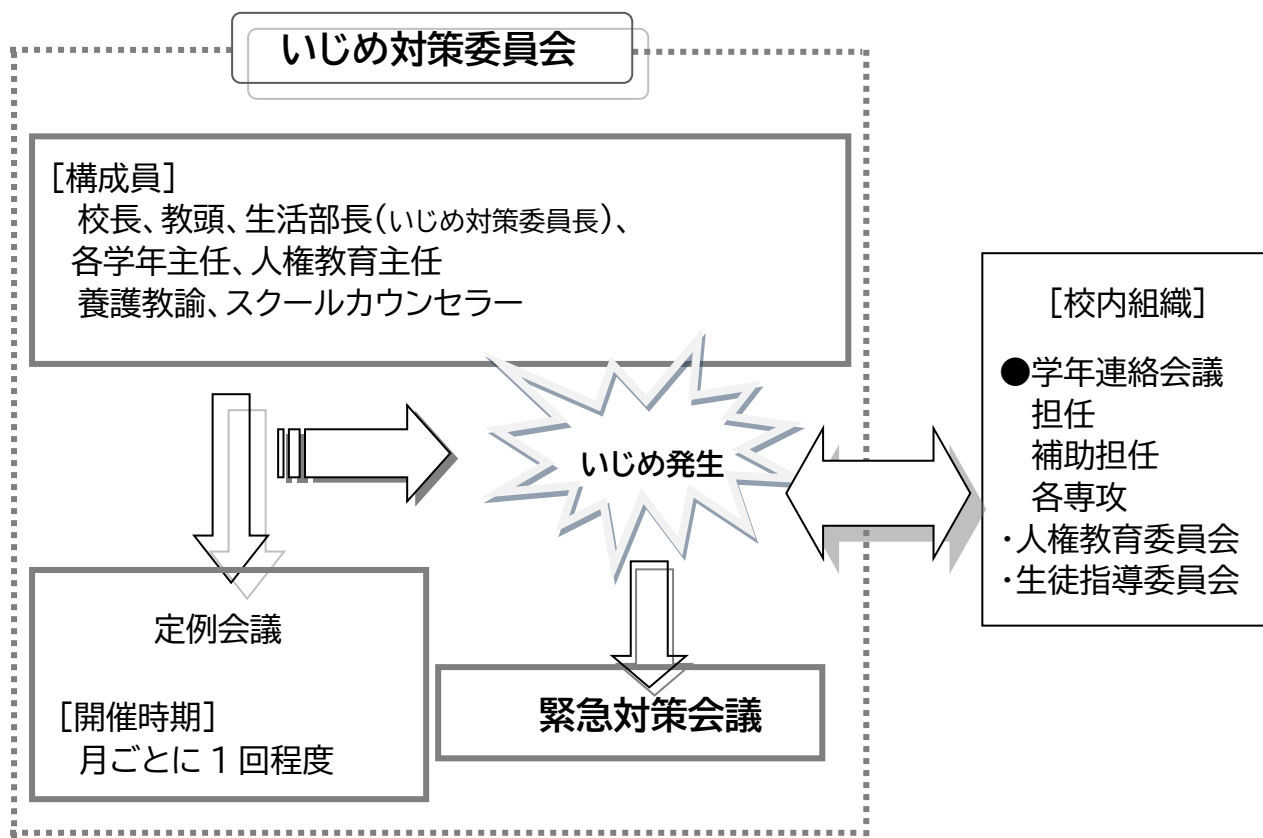 いじめ対策委員会
［構成員］
校長、教頭、生活部長（いじめ対策委員長）、
各学年主任、人権教育主任
養護教諭、スクールカウンセラー
いじめ発生
［校内組織］
●学年連絡会議
担任
補助担任
各専攻
・人権教育委員会
・生徒指導委員会
定例会議
［開催時期］
月ごとに１回程度
緊急対策会議